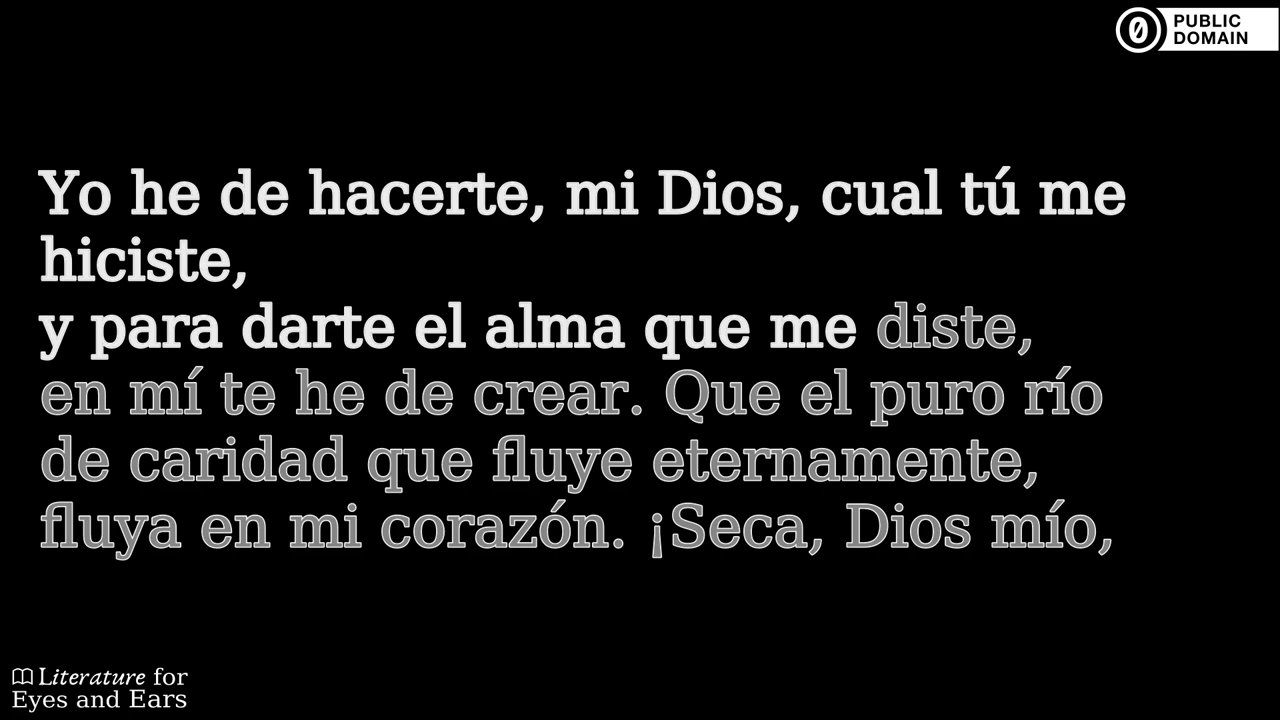 PUBLIC
DOMAIN
Yo he de hacerte, mi Dios, cual tú me
hiciste,
y para darte el alma que me diste,
en mí te he de crear. Que el puro río
de caridad que fluye eternamente,
fluya en mi corazón. ¡Seca, Dios mío,
Literature for
Eyes and Ears